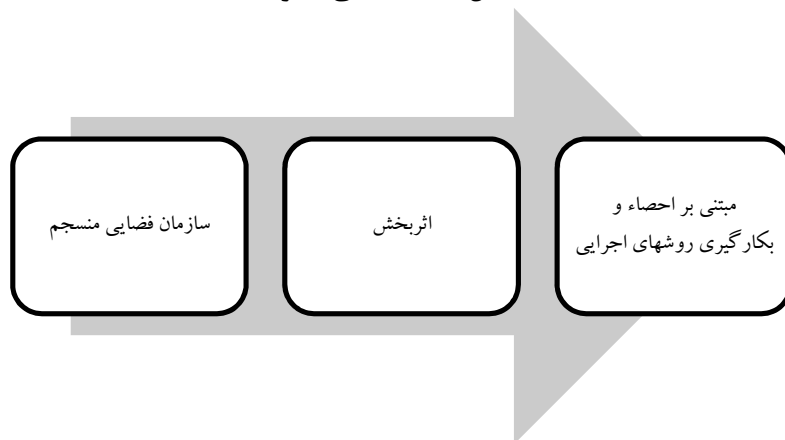 مبتنی بر احصاء و
بکارگیری روشهای اجرایی
اثربخش
سازمان فضایی منسجم